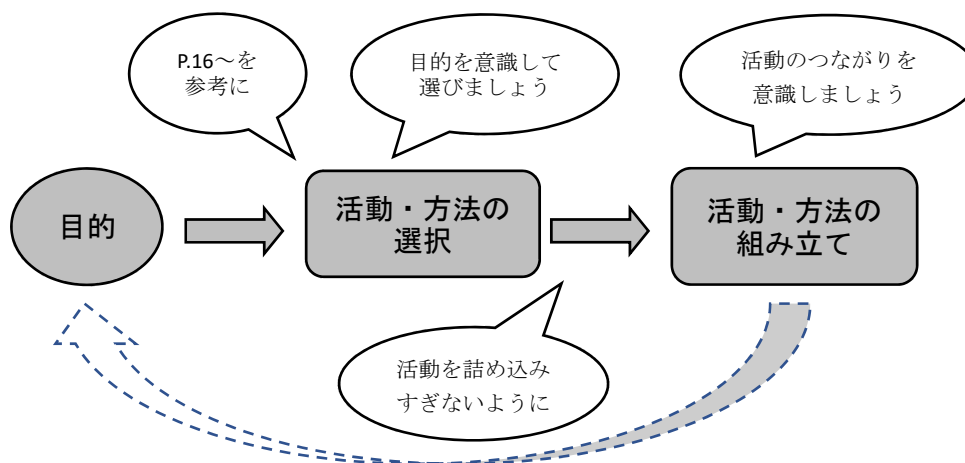 P.16～を
参考に
目的を意識して
選びましょう
活動のつながりを
意識しましょう
目的
活動・方法の
選択
活動・方法の
組み立て
活動を詰め込み
すぎないように